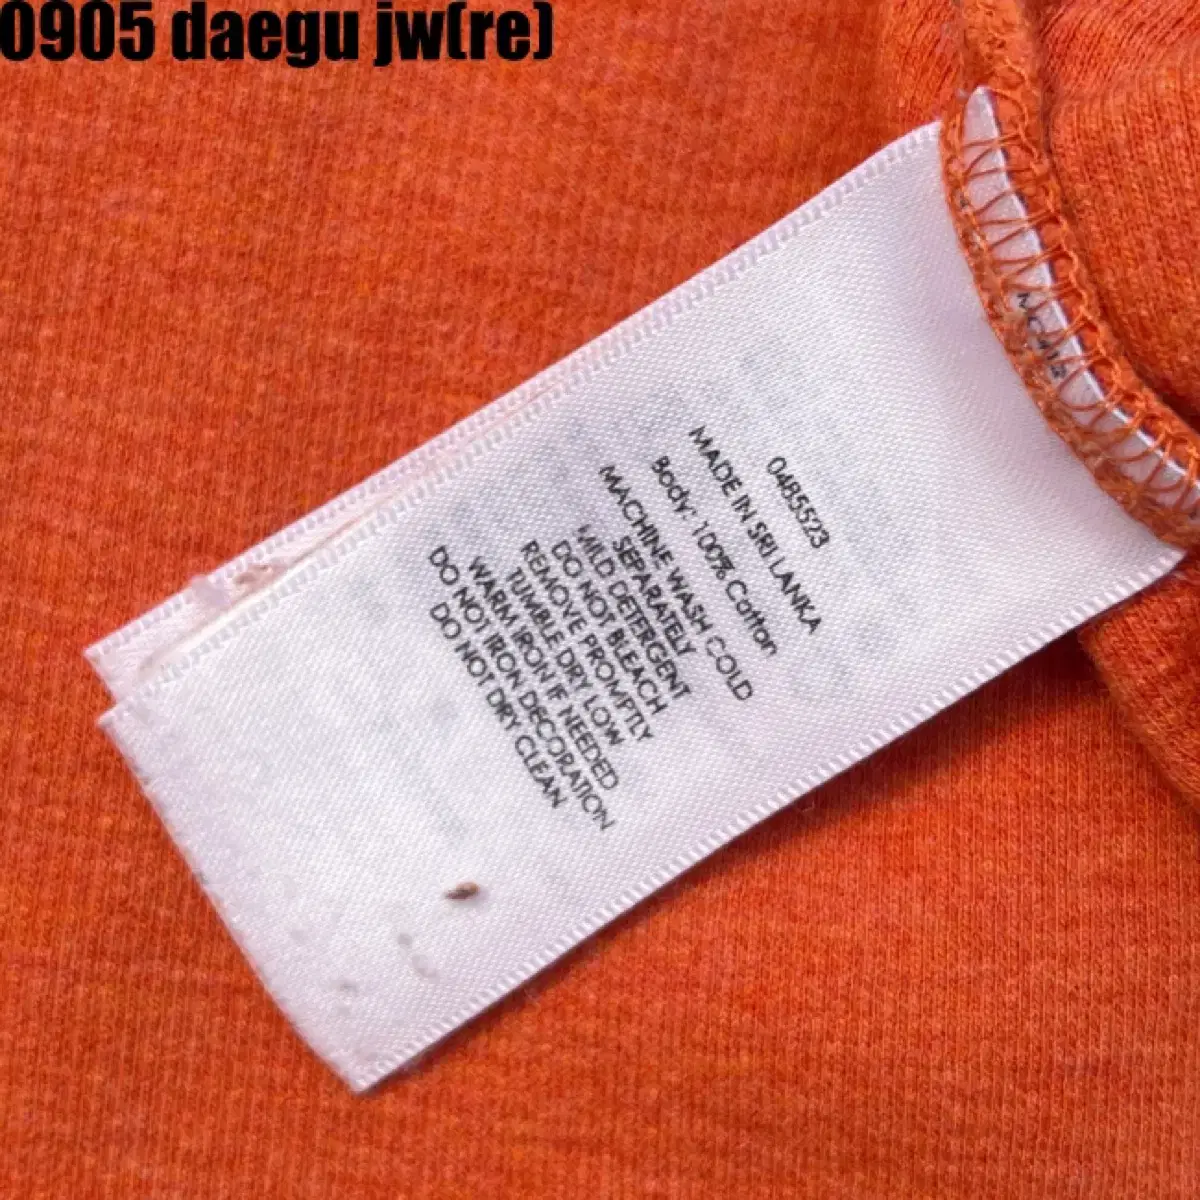 0905 daegu jw(re)
0485523
MADE IN SRI LANKA
Body: 100% Cotton
MACHINE WASH COLD
SEPARATELY
MILD DETERGENT
DO NOT BLEACH
REMOVE PROMPTLY
TUMBLE DRY LOW
WARM IRON IF NEEDED
DO NOT IRON DECORATION
DO NOT DRY CLEAN